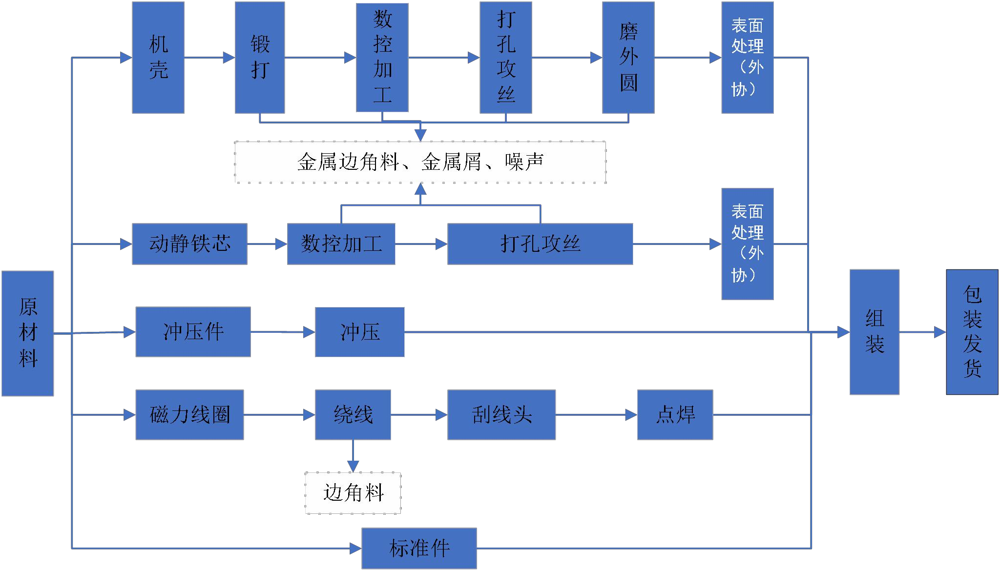 机壳
锻打
数控加工
打孔攻丝
磨外圆
表面
处理
（外
协）
金属边角料、金属屑、噪声
动静铁芯
数控加工
打孔攻丝
表面
处理
（外
协）
原材料
冲压件
冲压
组装
包装发货
磁力线圈
绕线
刮线头
点焊
边角料
标准件